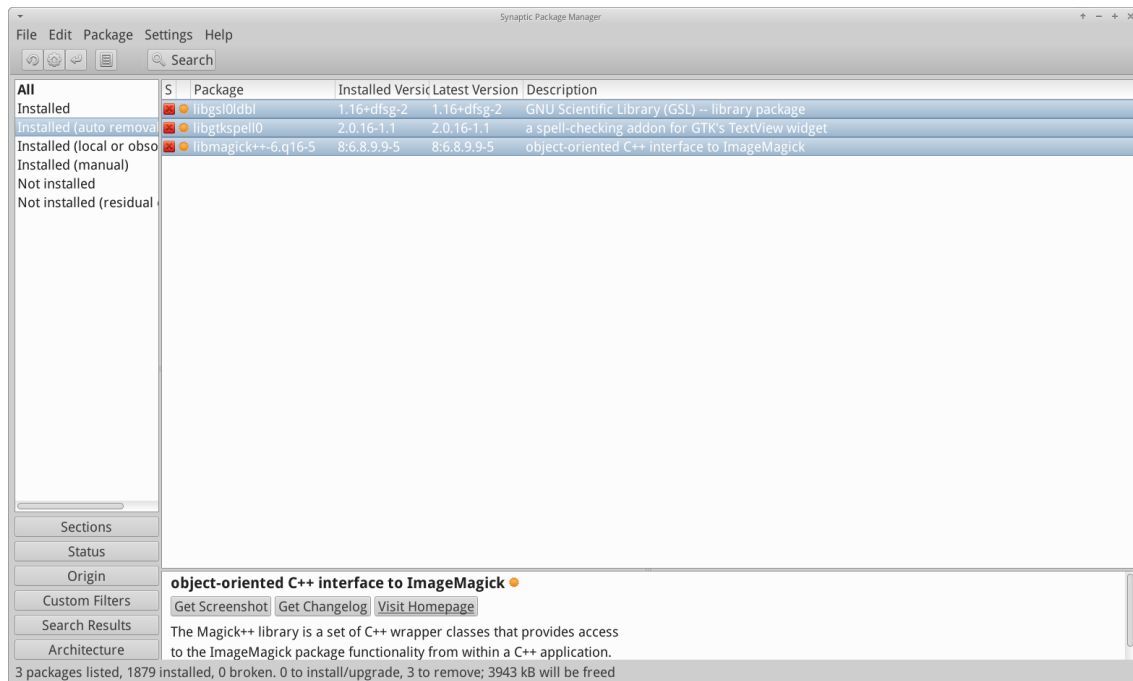 Synaptic Package Manager
File Edit Package Settings Help
Search
All
Installed
Installed (auto remova
Installed (local or obso
Installed (manual)
Not installed
Not installed (residual
S Package Installed Versic Latest Version Description
libgsl0ldbl 1.16+dfsg-2 1.16+dfsg-2 GNU Scientific Library (GSL) -- library package
libgtkspell0 2.0.16-1.1 2.0.16-1.1 a spell-checking addon for GTK's TextView widget
libmagick++-6.q16-5 8:6.8.9.9-5 8:6.8.9.9-5 object-oriented C++ interface to ImageMagick
Sections
Status
Origin
Custom Filters
Search Results
Architecture
object-oriented C++ interface to ImageMagick
Get Screenshot Get Changelog Visit Homepage
The Magick++ library is a set of C++ wrapper classes that provides access
to the ImageMagick package functionality from within a C++ application.
3 packages listed, 1879 installed, 0 broken. 0 to install/upgrade, 3 to remove; 3943 kB will be freed